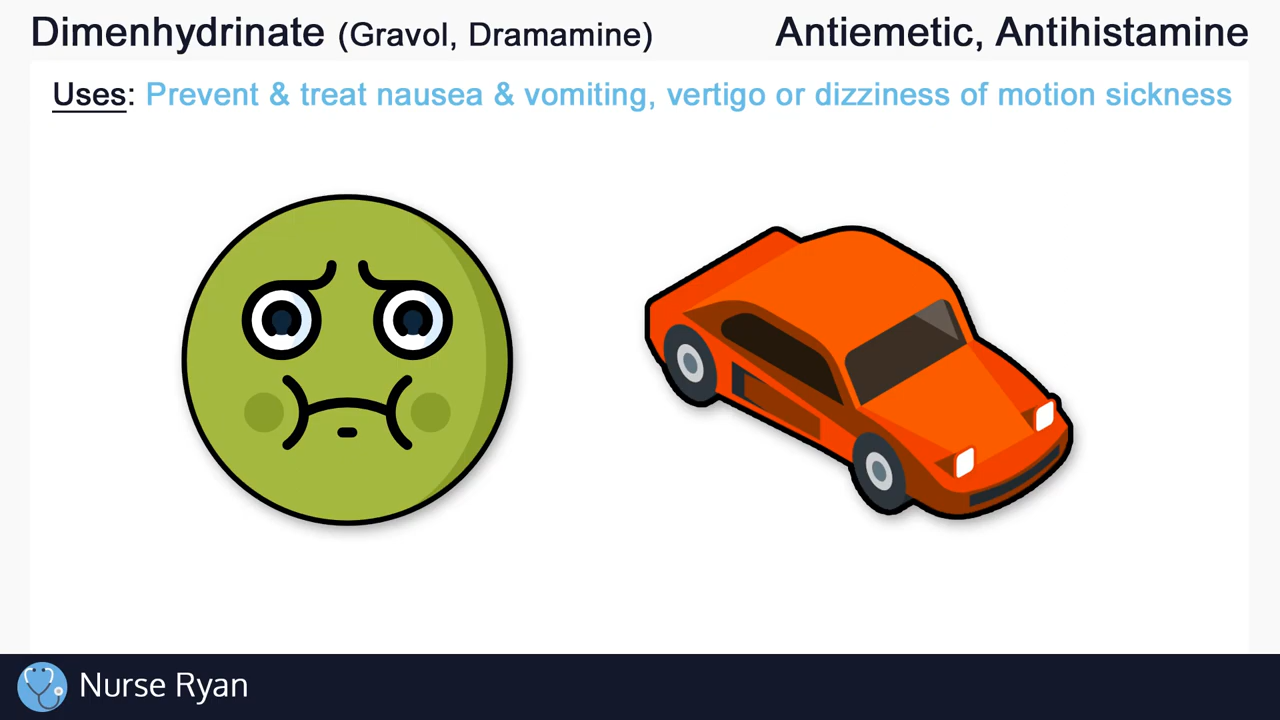 Dimenhydrinate (Gravol, Dramamine) Antiemetic, Antihistamine
Uses: Prevent & treat nausea & vomiting, vertigo or dizziness of motion sickness
Nurse Ryan